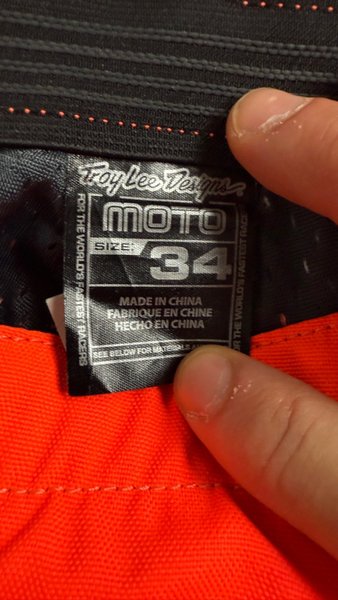 Troy Lee Designs
MOTO
SIZE: 34
MADE IN CHINA
FABRIQUE EN CHINE
HECHO EN CHINA
SEE BELOW FOR MATERIALS
FOR THE WORLD'S FASTEST RACERS
FOR THE WORLD'S FASTEST